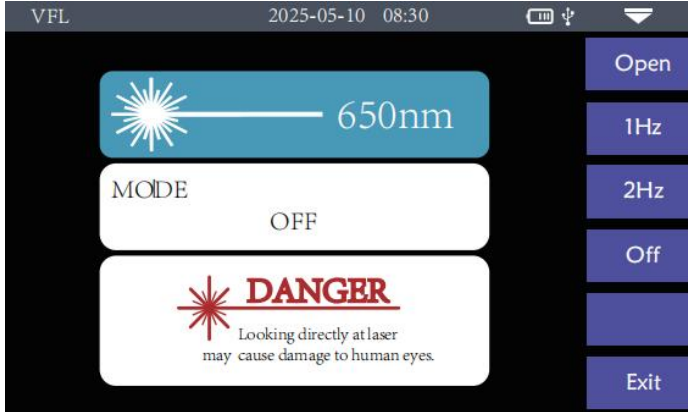 VFL 2025-05-10 08:30
650nm
MODE
OFF
DANGER
Looking directly at laser
may cause damage to human eyes.
Open
1Hz
2Hz
Off
Exit